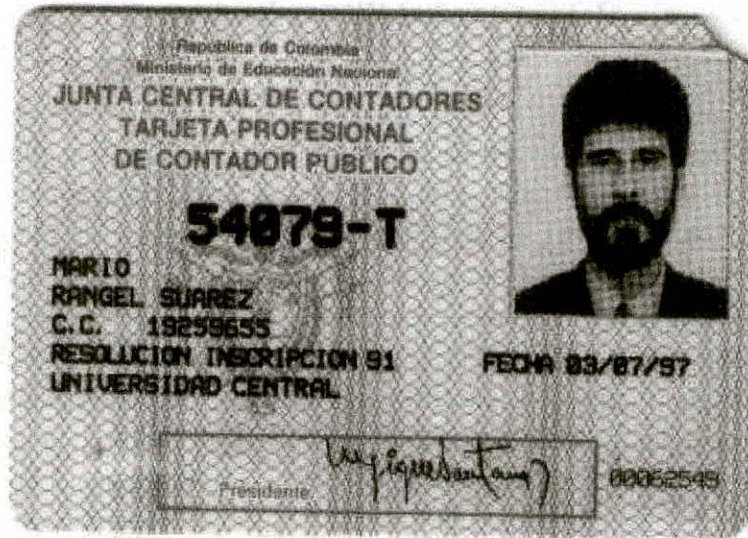 República de Colombia
Ministerio de Educación Nacional
JUNTA CENTRAL DE CONTADORES
TARJETA PROFESIONAL
DE CONTADOR PUBLICO
54079-T
MARIO
RANGEL SUAREZ
C.C. 19259655
RESOLUCION INSCRIPCION 91
UNIVERSIDAD CENTRAL
FECHA 03/07/97
Presidente
00062549